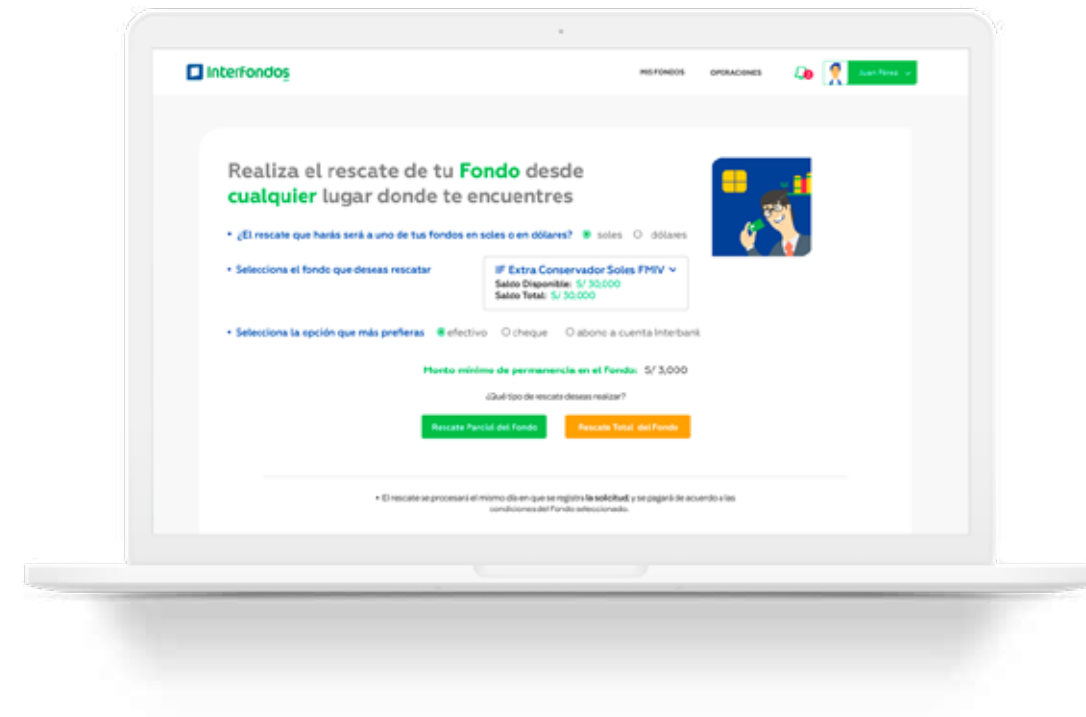 Interfondos
MIS FONDOS
OPERACIONES
Juan Pérez
Realiza el rescate de tu Fondo desde
cualquier lugar donde te encuentres
• ¿El rescate que harás será a uno de tus fondos en soles o en dólares? soles dólares
• Selecciona el fondo que deseas rescatar
IF Extra Conservador Soles FMIV
Saldo Disponible: S/ 30,000
Saldo Total: S/ 30,000
• Selecciona la opción que más prefieras efectivo cheque abono a cuenta Interbank
Monto mínimo de permanencia en el Fondo: S/ 3,000
¿Qué tipo de rescate deseas realizar?
Rescate Parcial del Fondo
Rescate Total del Fondo
• El rescate se procesará el mismo día en que se registra la solicitud y se pagará de acuerdo a las
condiciones del Fondo seleccionado.